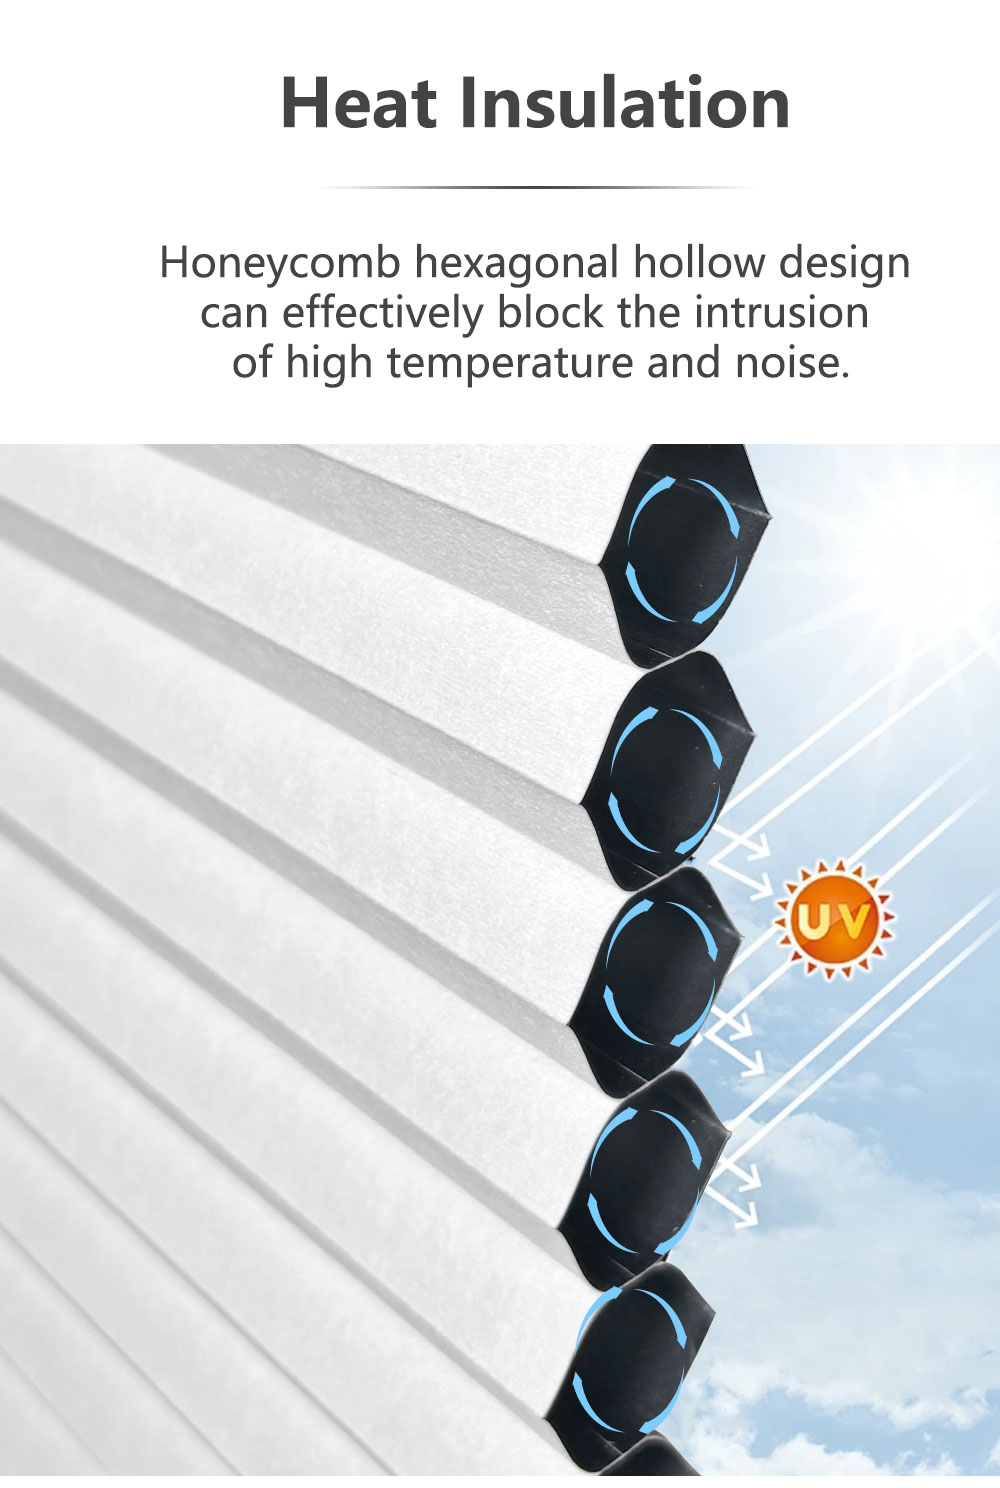 Heat Insulation
Honeycomb hexagonal hollow design
can effectively block the intrusion
of high temperature and noise.
UV